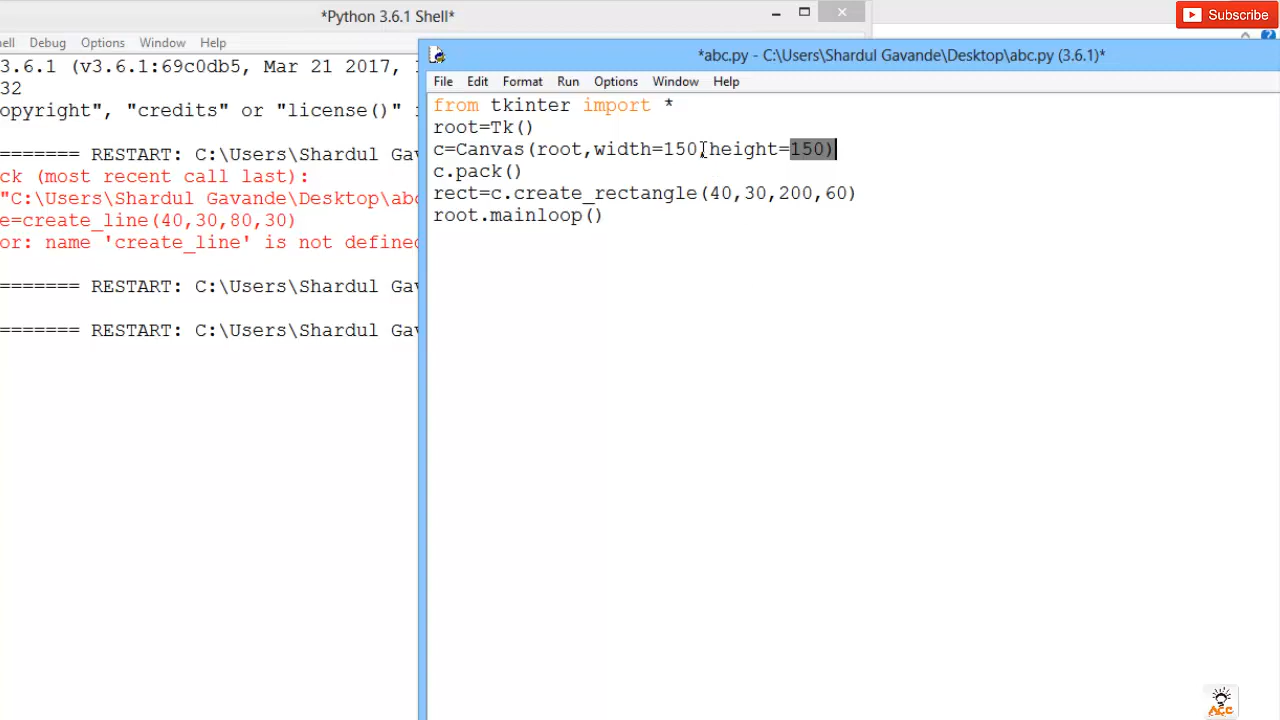 *Python 3.6.1 Shell*
Subscribe
ell Debug Options Window Help
3.6.1 (v3.6.1:69c0db5, Mar 21 2017, 1
32
opyright", "credits" or "license()" f
======= RESTART: C:\Users\Shardul Gav
ck (most recent call last):
"C:\Users\Shardul Gavande\Desktop\abc
e=create_line(40,30,80,30)
or: name 'create_line' is not defined
======= RESTART: C:\Users\Shardul Gav
======= RESTART: C:\Users\Shardul Gav
*abc.py - C:\Users\Shardul Gavande\Desktop\abc.py (3.6.1)*
File Edit Format Run Options Window Help
from tkinter import *
root=Tk()
c=Canvas(root,width=150,height=150)
c.pack()
rect=c.create_rectangle(40,30,200,60)
root.mainloop()
ACC